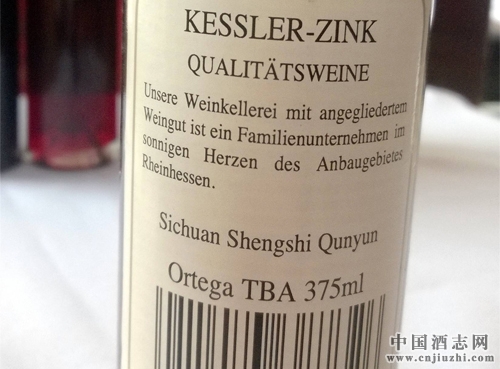 KESSLER-ZINK
QUALITÄTSWEINE
Unsere Weinkellerei mit angegliedertem
Weingut ist ein Familienunternehmen im
sonnigen Herzen des Anbaugebietes
Rheinhessen.
Sichuan Shengshi Qunyun
Ortega TBA 375ml
中国酒志网
www.cnjiuzhi.com